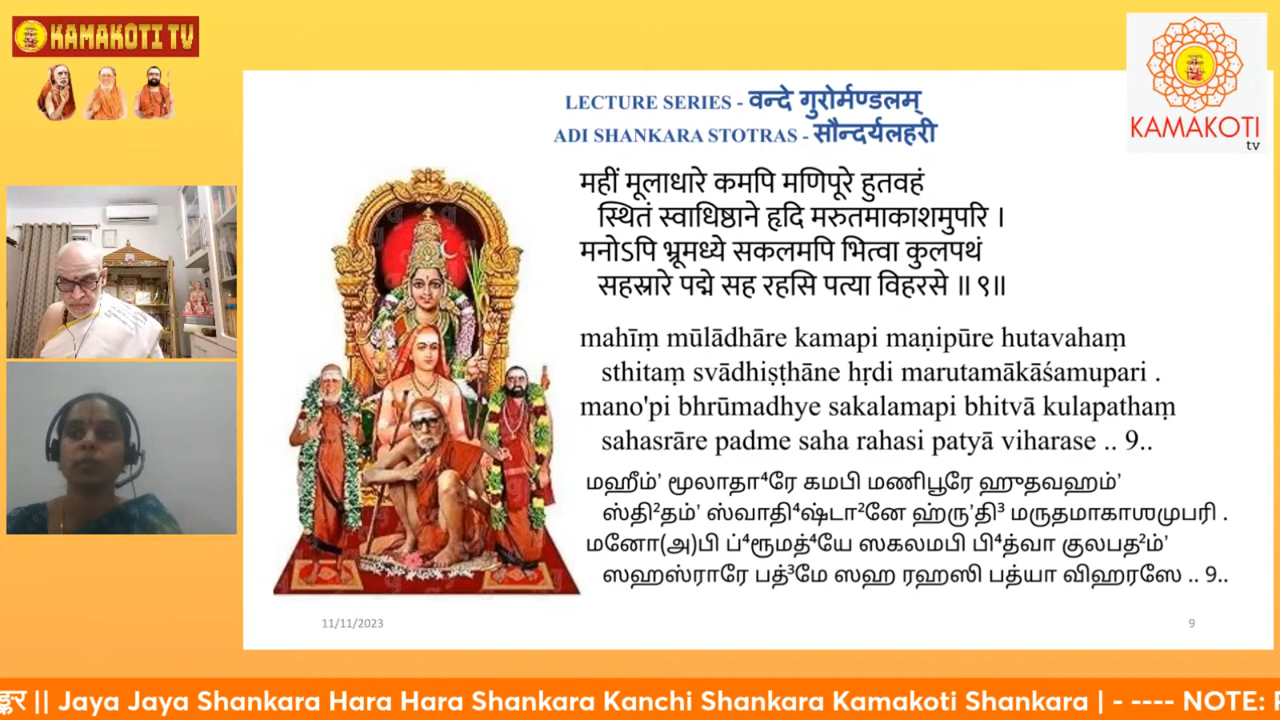 KAMAKOTI TV
KAMAKOTI
tv
LECTURE SERIES - वन्दे गुरोर्मण्डलम्
ADI SHANKARA STOTRAS - सौन्दर्यलहरी
महीं मूलाधारे कमपि मणिपूरे हुतवहं
स्थितं स्वाधिष्ठाने हृदि मरुतमाकाशमुपरि ।
मनोऽपि भ्रूमध्ये सकलमपि भित्वा कुलपथं
सहस्रारे पद्मे सह रहसि पत्या विहरसे ॥ ९॥
mahīṃ mūlādhāre kamapi maṇipūre hutavahaṃ
sthitaṃ svādhiṣṭhāne hṛdi marutamākāśamupari .
mano'pi bhrūmadhye sakalamapi bhitvā kulapathaṃ
sahasrāre padme saha rahasi patyā viharase .. 9..
மஹீம்ʼ மூலாதா⁴ரே கமபி மணிபூரே ஹுதவஹம்ʼ
ஸ்தி²தம்ʼ ஸ்வாதி⁴ஷ்டா²னே ஹ்ருʼதி³ மருதமாகாஶமுபரி .
மனோ(அ)பி ப்⁴ரூமத்⁴யே ஸகலமபி பி⁴த்வா குலபத²ம்ʼ
ஸஹஸ்ராரே பத்³மே ஸஹ ரஹஸி பத்யா விஹரஸே .. 9..
11/11/2023
9
|| Jaya Jaya Shankara Hara Hara Shankara Kanchi Shankara Kamakoti Shankara | - ---- NOTE: